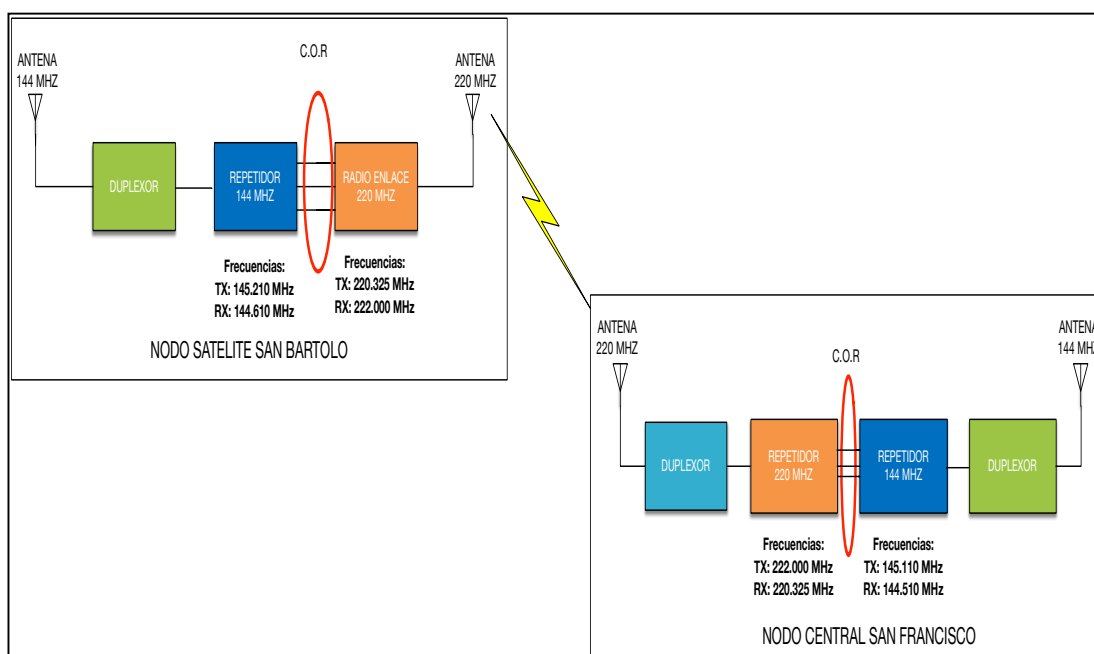 C.O.R
ANTENA
144 MHZ
ANTENA
220 MHZ
DUPLEXOR
REPETIDOR
144 MHZ
RADIO ENLACE
220 MHZ
Frecuencias:
TX: 145.210 MHz
RX: 144.610 MHz
Frecuencias:
TX: 220.325 MHz
RX: 222.000 MHz
NODO SATELITE SAN BARTOLO
ANTENA
220 MHZ
C.O.R
ANTENA
144 MHZ
DUPLEXOR
REPETIDOR
220 MHZ
REPETIDOR
144 MHZ
DUPLEXOR
Frecuencias:
TX: 222.000 MHz
RX: 220.325 MHz
Frecuencias:
TX: 145.110 MHz
RX: 144.510 MHz
NODO CENTRAL SAN FRANCISCO